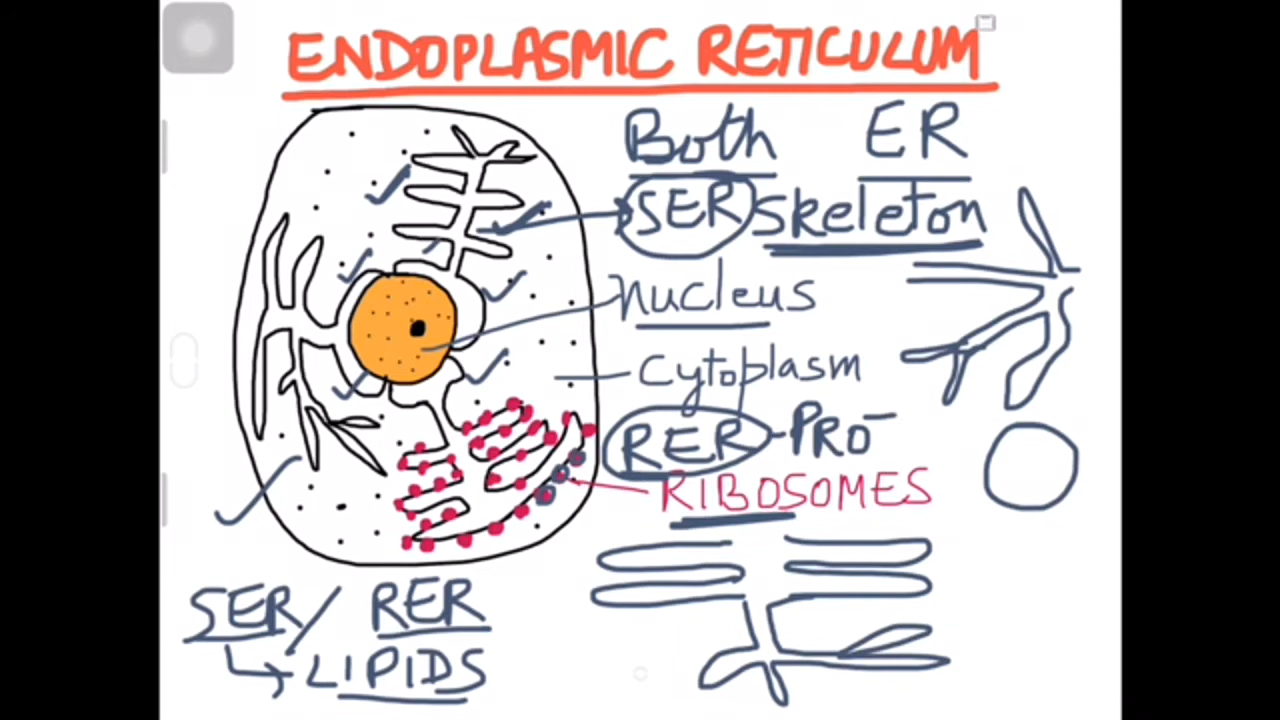 ENDOPLASMIC RETICULUM
Both ER
SER skeleton
nucleus
cytoplasm
RER - PRO
RIBOSOMES
SER / RER
LIPIDS